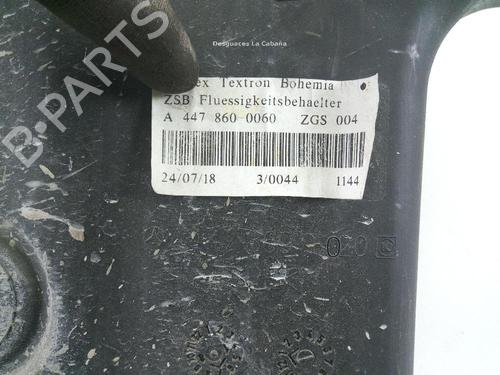 Desguaces La Cabaña
Textron Bohemia
ZSB Fluessigkeitsbehaelter
A 447 860 0060 ZGS 004
24/07/18 3/0044 1144
B-PARTS